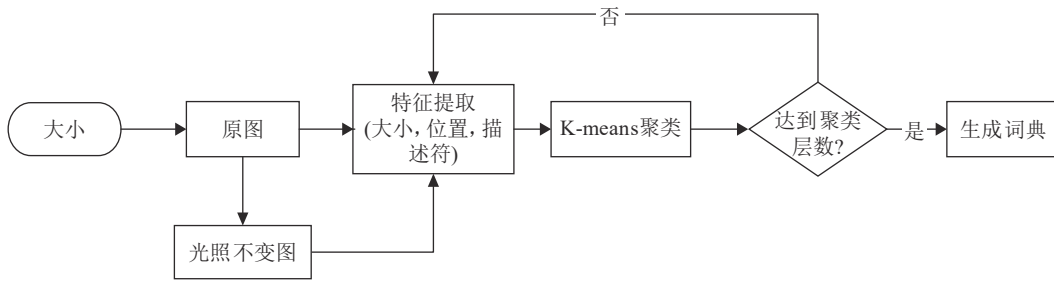 否
特征提取
(大小, 位置, 描
述符)
大小
原图
K-means聚类
达到聚类
层数?
是
生成词典
光照不变图